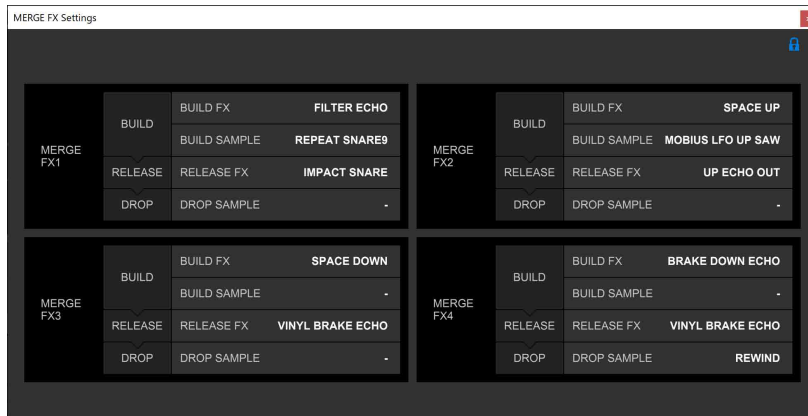 MERGE FX Settings
MERGE
FX1
BUILD
BUILD FX FILTER ECHO
BUILD SAMPLE REPEAT SNARE9
RELEASE RELEASE FX IMPACT SNARE
DROP DROP SAMPLE -
MERGE
FX2
BUILD
BUILD FX SPACE UP
BUILD SAMPLE MOBIUS LFO UP SAW
RELEASE RELEASE FX UP ECHO OUT
DROP DROP SAMPLE -
MERGE
FX3
BUILD
BUILD FX SPACE DOWN
BUILD SAMPLE -
RELEASE RELEASE FX VINYL BRAKE ECHO
DROP DROP SAMPLE -
MERGE
FX4
BUILD
BUILD FX BRAKE DOWN ECHO
BUILD SAMPLE -
RELEASE RELEASE FX VINYL BRAKE ECHO
DROP DROP SAMPLE REWIND